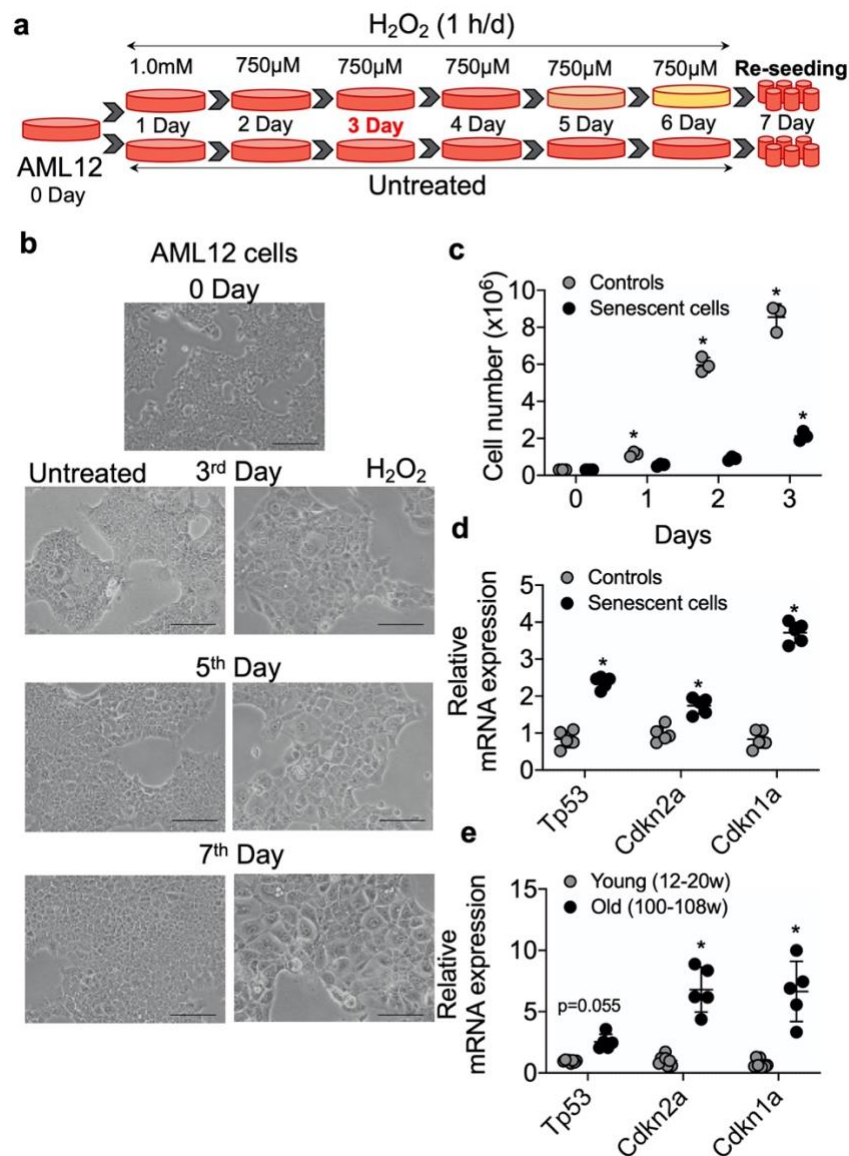 a
H₂O₂ (1 h/d)
1.0mM 750μM 750μM 750μM 750μM 750μM Re-seeding
1 Day 2 Day 3 Day 4 Day 5 Day 6 Day 7 Day
AML12
0 Day
Untreated
b
AML12 cells
0 Day
Untreated 3rd Day H₂O₂
5th Day
7th Day
c
Controls
Senescent cells
Cell number (x10⁶)
10
8
6
4
2
0
* * * *
0 1 2 3
Days
d
Controls
Senescent cells
Relative
mRNA expression
5
4
3
2
1
0
* * *
Tp53 Cdkn2a Cdkn1a
e
Young (12-20w)
Old (100-108w)
Relative
mRNA expression
15
10
5
0
p=0.055 * *
Tp53 Cdkn2a Cdkn1a